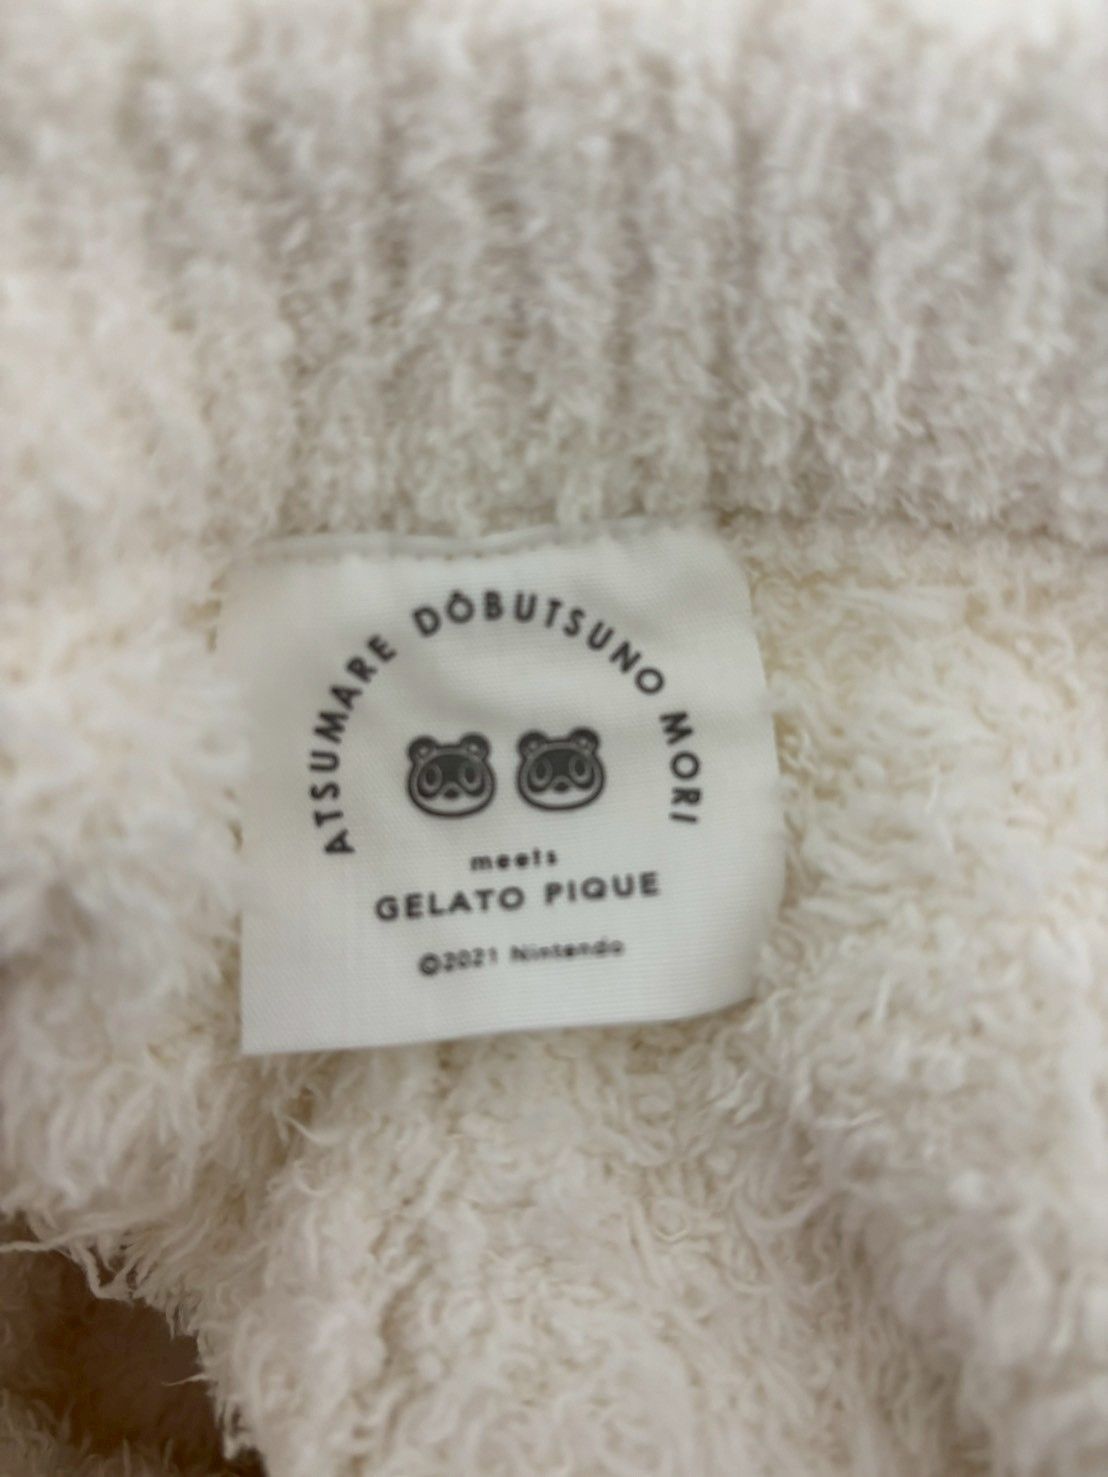 ATSUMARE DÔBUTSUNO MORI
meets
GELATO PIQUE
©2021 Nintendo